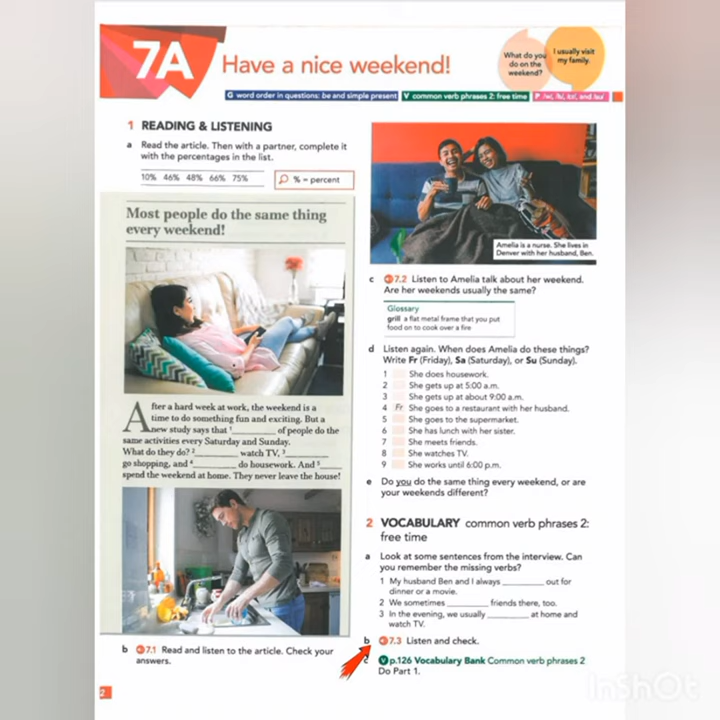 7A Have a nice weekend!
What do you
do on the
weekend?
I usually visit
my family.
G word order in questions: be and simple present V common verb phrases 2: free time P
1 READING & LISTENING
a Read the article. Then with a partner, complete it
with the percentages in the list.
10% 46% 48% 66% 75%
% = percent
Most people do the same thing
every weekend!
After a hard week at work, the weekend is a
time to do something fun and exciting. But a
new study says that 1________ of people do the
same activities every Saturday and Sunday.
What do they do? 2________ watch TV, 3________
go shopping, and 4________ do housework. And 5________
spend the weekend at home. They never leave the house!
b 7.1 Read and listen to the article. Check your
answers.
2
Amelia is a nurse. She lives in
Denver with her husband, Ben.
c 7.2 Listen to Amelia talk about her weekend.
Are her weekends usually the same?
Glossary
grill a flat metal frame that you put
food on to cook over a fire
d Listen again. When does Amelia do these things?
Write Fr (Friday), Sa (Saturday), or Su (Sunday).
1 She does housework.
2 She gets up at 5:00 a.m.
3 She gets up at about 9:00 a.m.
4 Fr She goes to a restaurant with her husband.
5 She goes to the supermarket.
6 She has lunch with her sister.
7 She meets friends.
8 She watches TV.
9 She works until 6:00 p.m.
e Do you do the same thing every weekend, or are
your weekends different?
2 VOCABULARY common verb phrases 2:
free time
a Look at some sentences from the interview. Can
you remember the missing verbs?
1 My husband Ben and I always ________ out for
dinner or a movie.
2 We sometimes ________ friends there, too.
3 In the evening, we usually ________ at home and
watch TV.
b 7.3 Listen and check.
c V p.126 Vocabulary Bank Common verb phrases 2
Do Part 1.
InShOt